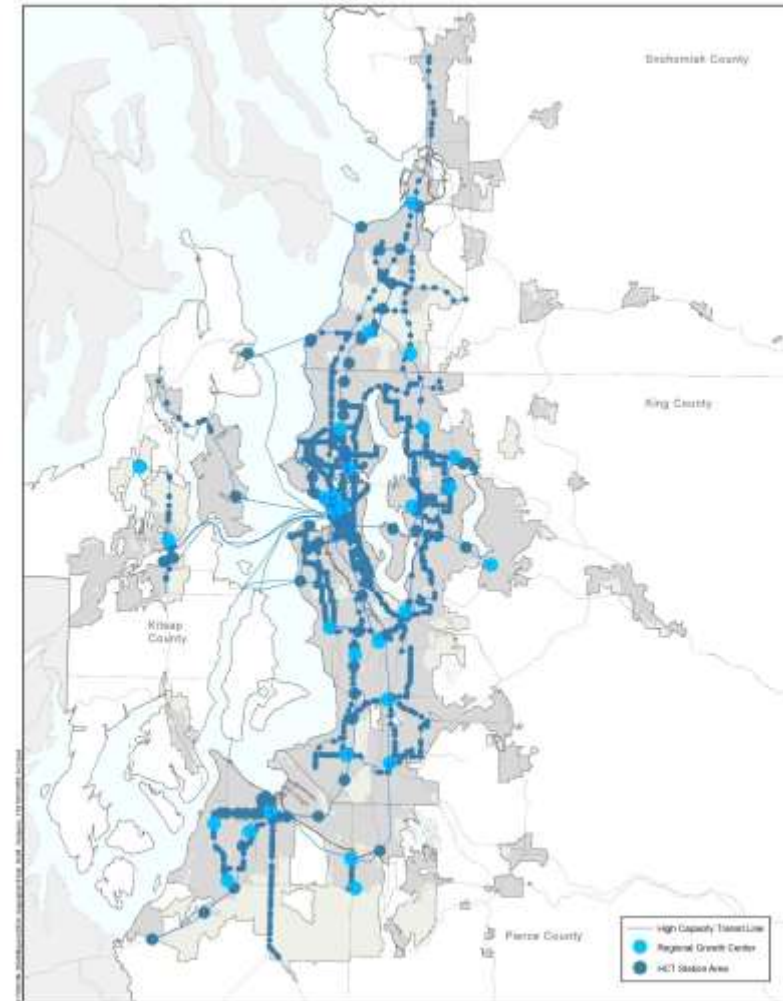 Snohomish County
King County
Kitsap
County
Pierce County
High Capacity Transit Line
Regional Growth Center
HCT Station Area